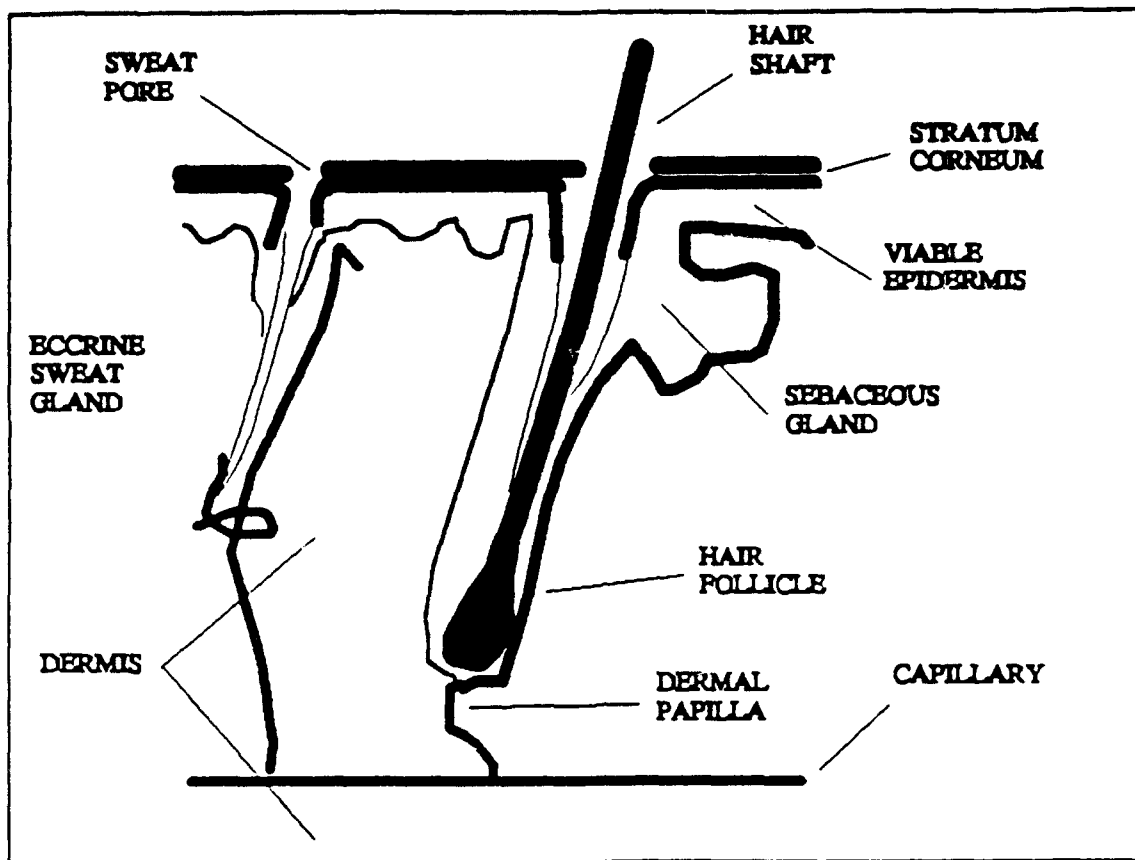 HAIR
SHAFT
SWEAT
PORE
STRATUM
CORNEUM
VIABLE
EPIDERMIS
ECCRINE
SWEAT
GLAND
SEBACEOUS
GLAND
HAIR
POLLICLE
DERMIS
DERMAL
PAPILLA
CAPILLARY